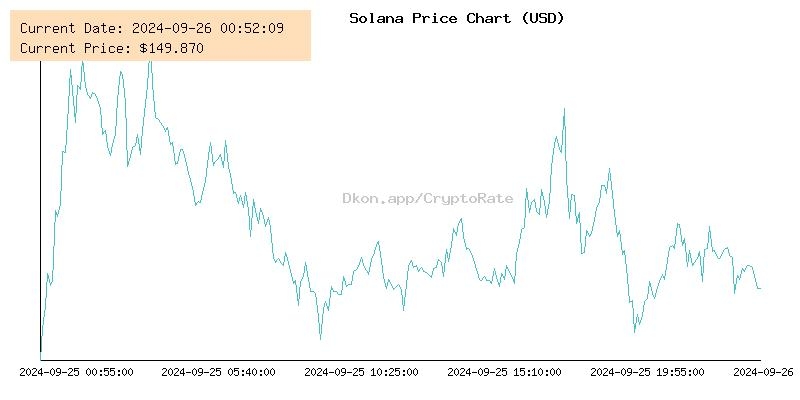 Solana Price Chart (USD)
Current Date: 2024-09-26 00:52:09
Current Price: $149.870
Dkon.app/CryptoRate
2024-09-25 00:55:00 2024-09-25 05:40:00 2024-09-25 10:25:00 2024-09-25 15:10:00 2024-09-25 19:55:00 2024-09-26